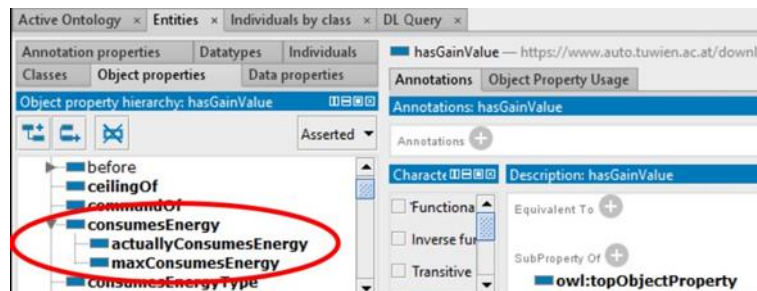 Active Ontology × Entities × Individuals by class × DL Query ×
Annotation properties Datatypes Individuals
Classes Object properties Data properties
Object property hierarchy: hasGainValue
Asserted
before
ceilingOf
commandOf
consumesEnergy
actuallyConsumesEnergy
maxConsumesEnergy
consumesEnergyType
hasGainValue — https://www.auto.tuwien.ac.at/downl
Annotations Object Property Usage
Annotations: hasGainValue
Annotations
Characte
Functiona
Inverse fur
Transitive
Description: hasGainValue
Equivalent To
SubProperty Of
owl:topObjectProperty